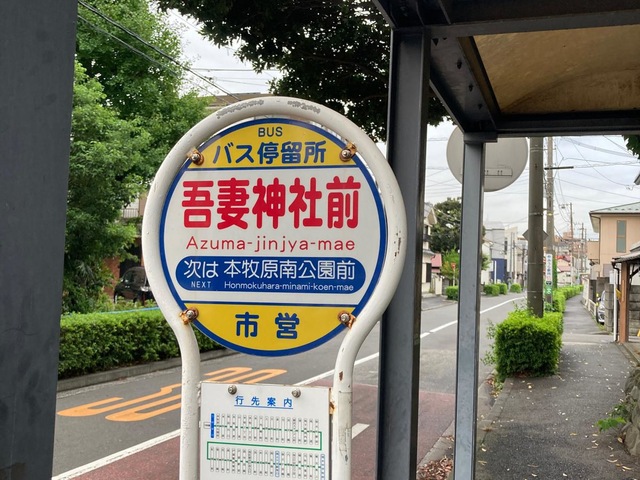 BUS
バス停留所
吾妻神社前
Azuma-jinjya-mae
次は 本牧原南公園前
NEXT Honmokuhara-minami-koen-mae
市営
行先案内